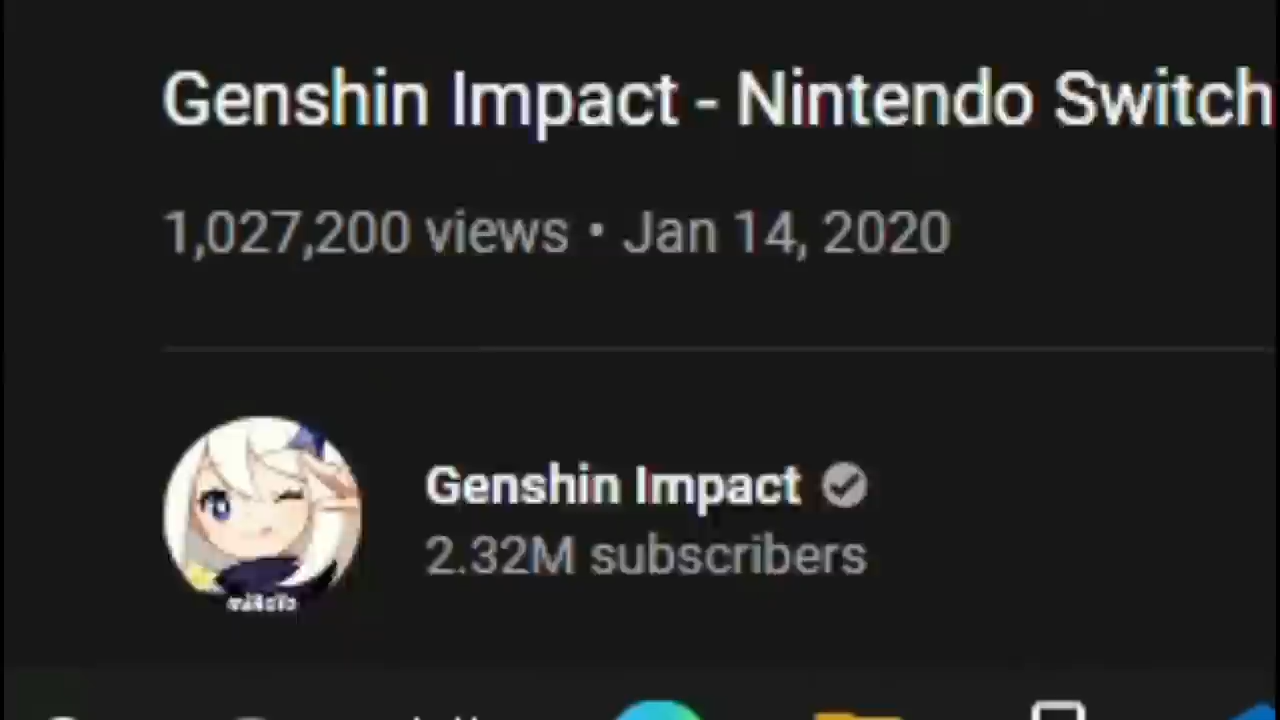 Genshin Impact - Nintendo Switch
1,027,200 views • Jan 14, 2020
Genshin Impact
2.32M subscribers